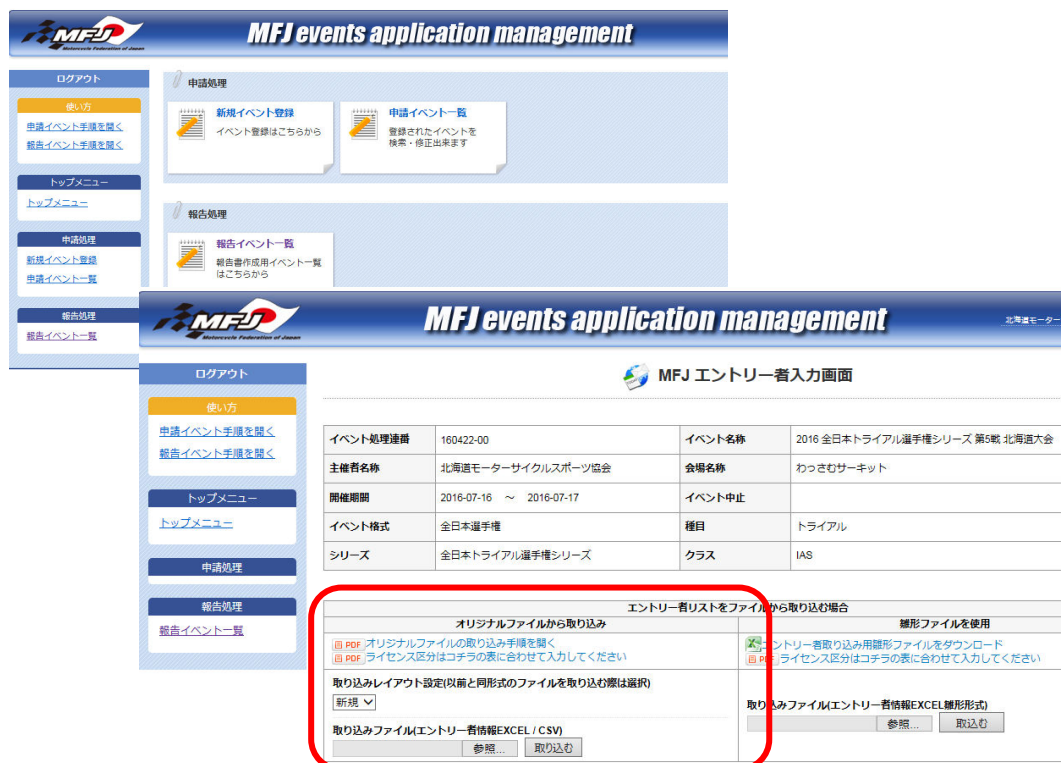 MFJ
Motorcycle Federation of Japan
MFJ events application management
ログアウト
使い方
申請イベント手順を開く
報告イベント手順を開く
トップメニュー
トップメニュー
申請処理
新規イベント登録
申請イベント一覧
報告処理
報告イベント一覧
申請処理
新規イベント登録
イベント登録はこちらから
申請イベント一覧
登録されたイベントを
検索・修正出来ます
報告処理
報告イベント一覧
報告書作成用イベント一覧
はこちらから
MFJ
Motorcycle Federation of Japan
MFJ events application management
北海道モーター
ログアウト
使い方
申請イベント手順を開く
報告イベント手順を開く
トップメニュー
トップメニュー
申請処理
報告処理
報告イベント一覧
MFJ エントリー者入力画面
イベント処理連番 160422-00 イベント名称 2016 全日本トライアル選手権シリーズ 第5戦 北海道大会
主催者名称 北海道モーターサイクルスポーツ協会 会場名称 わっさむサーキット
開催期間 2016-07-16 ～ 2016-07-17 イベント中止
イベント格式 全日本選手権 種目 トライアル
シリーズ 全日本トライアル選手権シリーズ クラス IAS
エントリー者リストをファイルから取り込む場合
オリジナルファイルから取り込み
PDF オリジナルファイルの取り込み手順を開く
PDF ライセンス区分はコチラの表に合わせて入力してください
取り込みレイアウト設定(以前と同形式のファイルを取り込む際は選択)
新規
取り込みファイル(エントリー者情報EXCEL / CSV)
参照... 取り込む
雛形ファイルを使用
エントリー者取り込み用雛形ファイルをダウンロード
PDF ライセンス区分はコチラの表に合わせて入力してください
取り込みファイル(エントリー者情報EXCEL雛形形式)
参照... 取込む